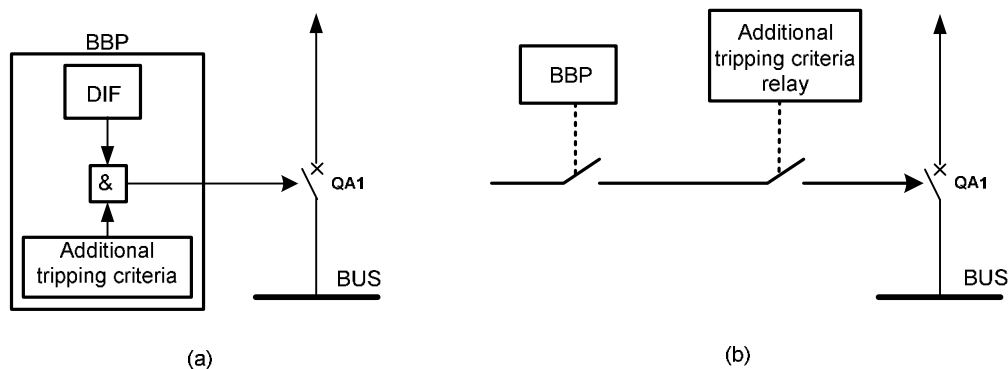 BBP
DIF
&
Additional
tripping criteria
QA1
BUS
(a)
BBP
Additional
tripping criteria
relay
QA1
BUS
(b)